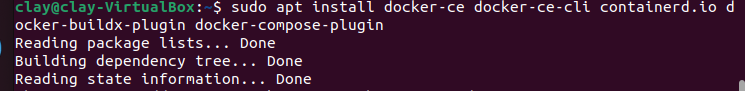 clay@clay-VirtualBox:~$ sudo apt install docker-ce docker-ce-cli containerd.io d
ocker-buildx-plugin docker-compose-plugin
Reading package lists... Done
Building dependency tree... Done
Reading state information... Done